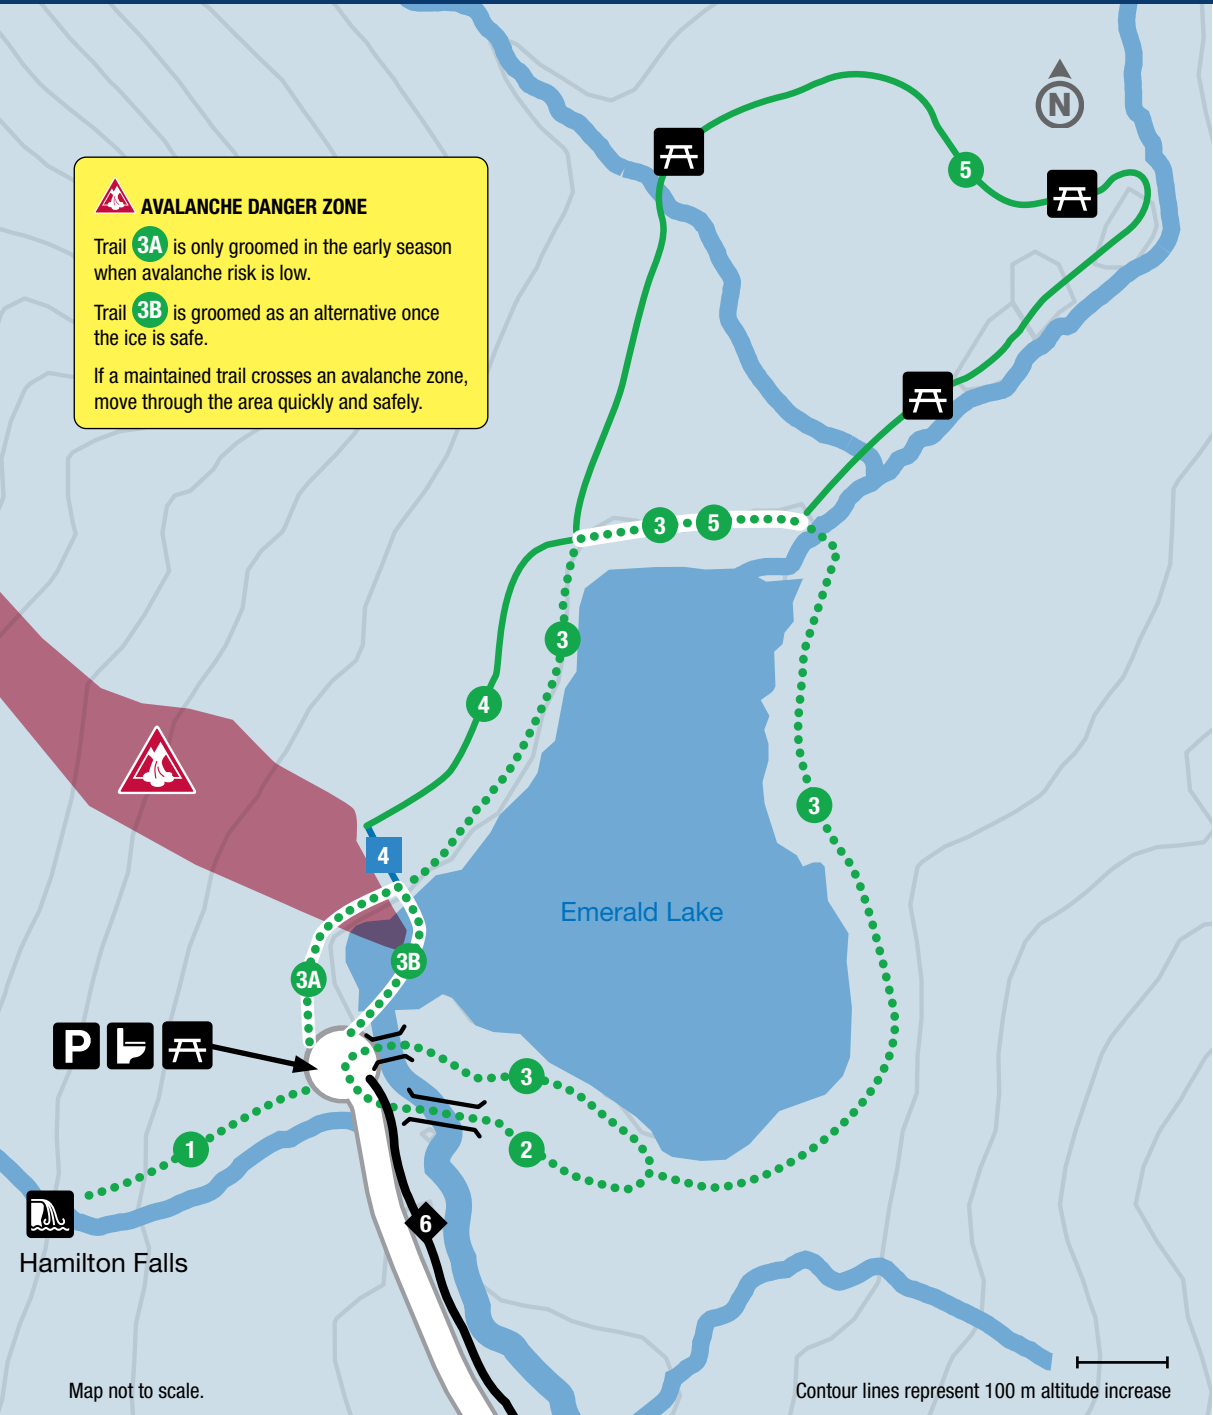 N
5
AVALANCHE DANGER ZONE
Trail 3A is only groomed in the early season
when avalanche risk is low.
Trail 3B is groomed as an alternative once
the ice is safe.
If a maintained trail crosses an avalanche zone,
move through the area quickly and safely.
3 5
3
4
3
4
Emerald Lake
3B
3A
P
3
1
2
6
Hamilton Falls
Map not to scale.
Contour lines represent 100 m altitude increase